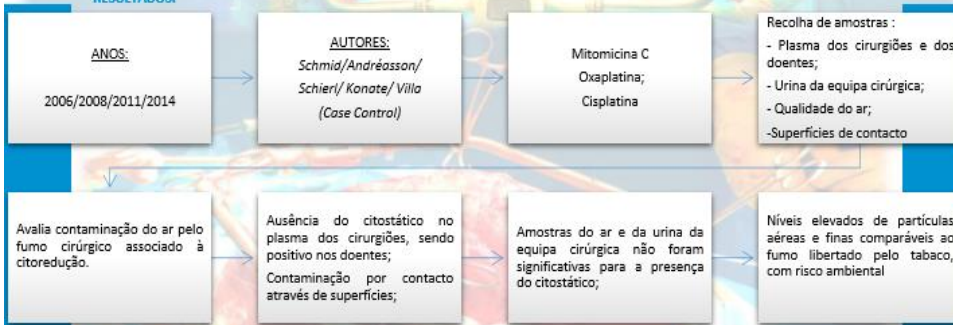 RESULTADOS:
ANOS:
2006/2008/2011/2014
AUTORES:
Schmid/Andréasson/
Schierl/ Konate/ Villa
(Case Control)
Mitomicina C
Oxaplatina;
Cisplatina
Recolha de amostras :
- Plasma dos cirurgiões e dos
doentes;
- Urina da equipa cirúrgica;
- Qualidade do ar;
-Superfícies de contacto
Avalia contaminação do ar pelo
fumo cirúrgico associado à
citoredução.
Ausência do citostático no
plasma dos cirurgiões, sendo
positivo nos doentes;
Contaminação por contacto
através de superfícies;
Amostras do ar e da urina da
equipa cirúrgica não foram
significativas para a presença
do citostático;
Níveis elevados de partículas
aéreas e finas comparáveis ao
fumo libertado pelo tabaco,
com risco ambiental